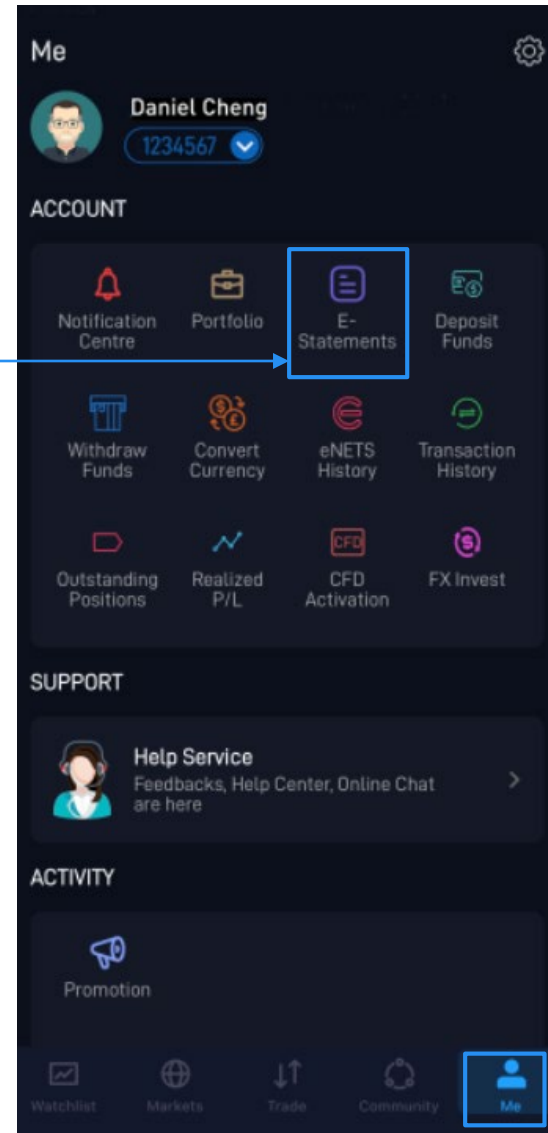 Me
Daniel Cheng
1234567
ACCOUNT
Notification
Centre
Portfolio
E-
Statements
Deposit
Funds
Withdraw
Funds
Convert
Currency
eNETS
History
Transaction
History
Outstanding
Positions
Realized
P/L
CFD
CFD
Activation
FX Invest
SUPPORT
Help Service
Feedbacks, Help Center, Online Chat
are here
ACTIVITY
Promotion
Watchlist
Markets
Trade
Community
Me